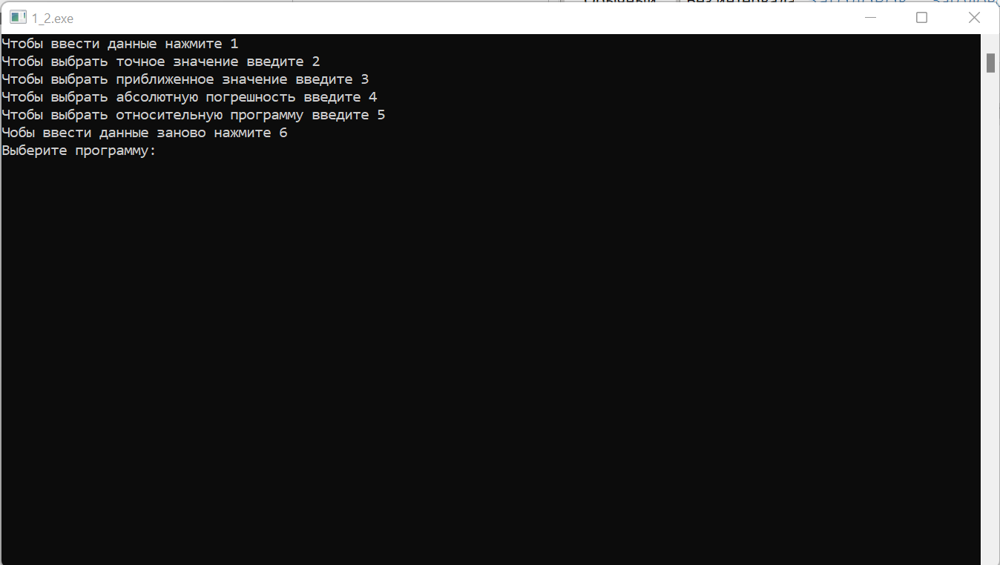 1_2.exe
Чтобы ввести данные нажмите 1
Чтобы выбрать точное значение введите 2
Чтобы выбрать приближенное значение введите 3
Чтобы выбрать абсолютную погрешность введите 4
Чтобы выбрать относительную программу введите 5
Чобы ввести данные заново нажмите 6
Выберите программу: